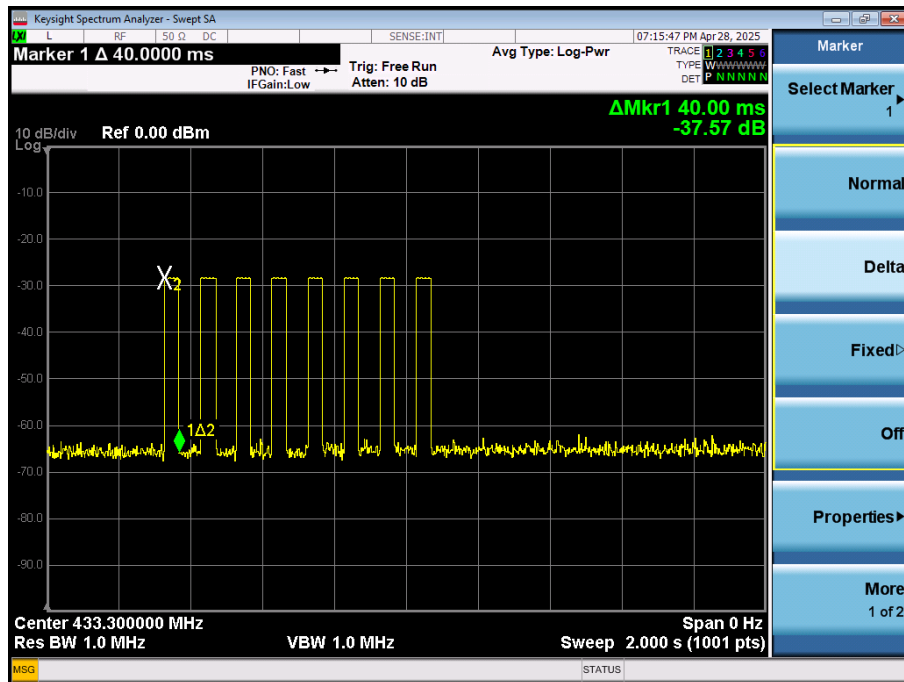 Keysight Spectrum Analyzer - Swept SA
LXI L RF 50 Ω DC SENSE:INT 07:15:47 PM Apr 28, 2025
Marker 1 Δ 40.0000 ms
PNO: Fast
IFGain:Low
Trig: Free Run
Atten: 10 dB
Avg Type: Log-Pwr
TRACE 1 2 3 4 5 6
TYPE WWWWWW
DET P N N N N N
ΔMkr1 40.00 ms
-37.57 dB
10 dB/div Ref 0.00 dBm
Log
-10.0
-20.0
-30.0
-40.0
-50.0
-60.0
-70.0
-80.0
-90.0
X2
1Δ2
Center 433.300000 MHz Span 0 Hz
Res BW 1.0 MHz VBW 1.0 MHz Sweep 2.000 s (1001 pts)
MSG STATUS
Marker
Select Marker
1
Normal
Delta
Fixed
Off
Properties
More
1 of 2